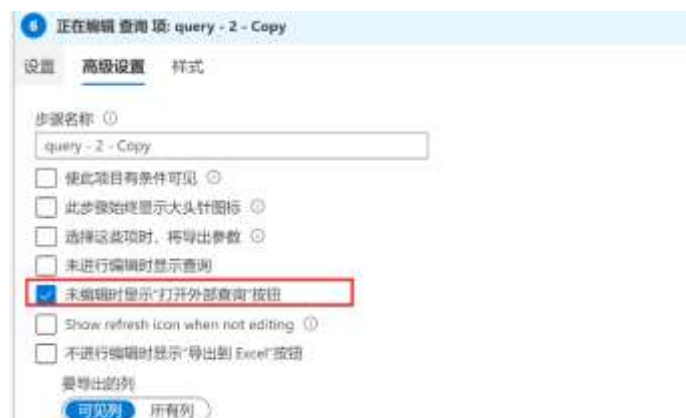 6 正在编辑 查询 项: query - 2 - Copy
设置 高级设置 样式
步骤名称
query - 2 - Copy
使此项目有条件可见
此步骤始终显示大头针图标
选择这些项时，将导出参数
未进行编辑时显示查询
未编辑时显示"打开外部查询"按钮
Show refresh icon when not editing
不进行编辑时显示"导出到 Excel"按钮
要导出的列
可见列 所有列